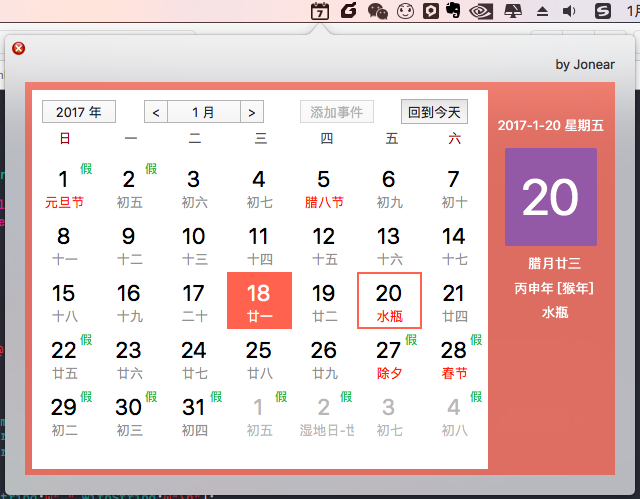 7
1月
by Jonear
2017 年
< 1 月 >
添加事件
回到今天
日 一 二 三 四 五 六
1 假 2 假 3 4 5 6 7
元旦节 初五 初六 初七 腊八节 初九 初十
8 9 10 11 12 13 14
十一 十二 十三 十四 十五 十六 十七
15 16 17 18 19 20 21
十八 十九 二十 廿一 廿二 水瓶 廿四
22 假 23 24 25 26 27 假 28 假
廿五 廿六 廿七 廿八 廿九 除夕 春节
29 假 30 假 31 假 1 假 2 假 3 4 假
初二 初三 初四 初五 湿地日-世 初七 初八
2017-1-20 星期五
20
腊月廿三
丙申年 [猴年]
水瓶